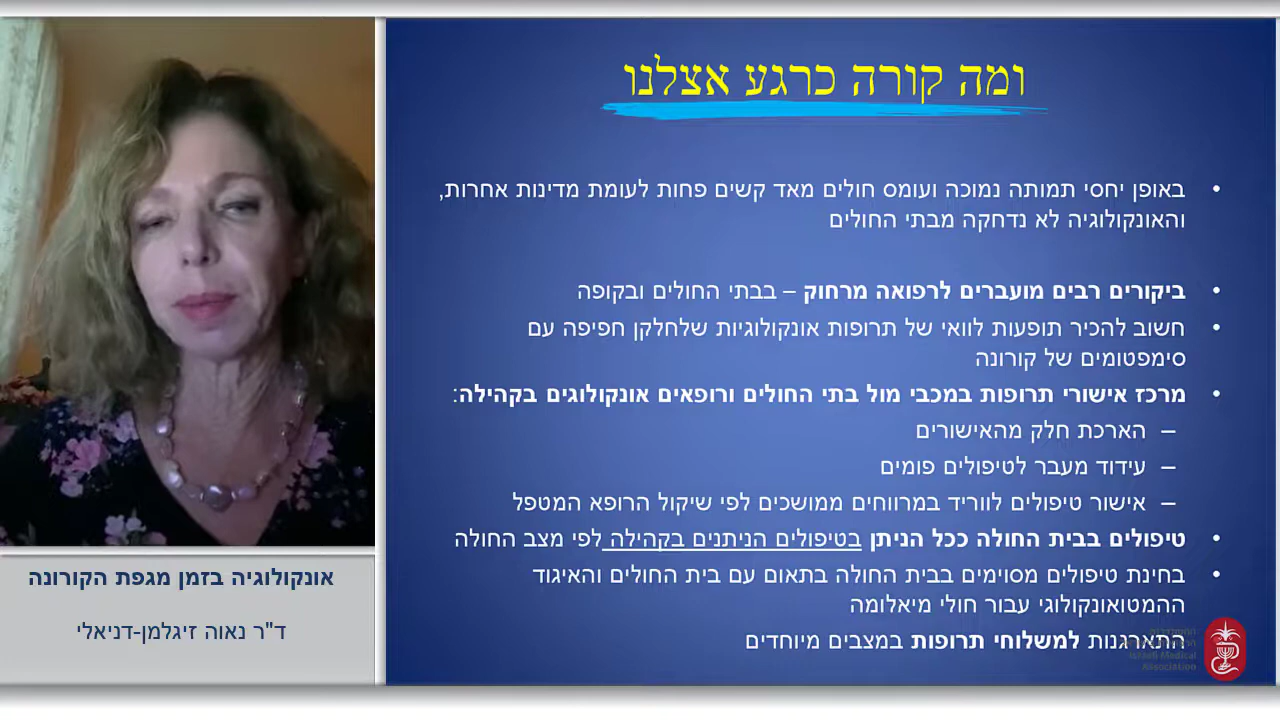 ומה קורה כרגע אצלנו
• באופן יחסי תמותה נמוכה ועומס חולים מאד קשים פחות לעומת מדינות אחרות,
והאונקולוגיה לא נדחקה מבתי החולים
• ביקורים רבים מועברים לרפואה מרחוק – בבתי החולים ובקופה
• חשוב להכיר תופעות לוואי של תרופות אונקולוגיות שלחלקן חפיפה עם
סימפטומים של קורונה
• מרכז אישורי תרופות במכבי מול בתי החולים ורופאים אונקולוגים בקהילה:
– הארכת חלק מהאישורים
– עידוד מעבר לטיפולים פומים
– אישור טיפולים לווריד במרווחים ממושכים לפי שיקול הרופא המטפל
• טיפולים בבית החולה ככל הניתן בטיפולים הניתנים בקהילה לפי מצב החולה
• בחינת טיפולים מסוימים בבית החולה בתאום עם בית החולים והאיגוד
ההמטואונקולוגי עבור חולי מיאלומה
התארגנות למשלוחי תרופות במצבים מיוחדים
Israeli Medical
Association
אונקולוגיה בזמן מגפת הקורונה
ד"ר נאוה זיגלמן-דניאלי